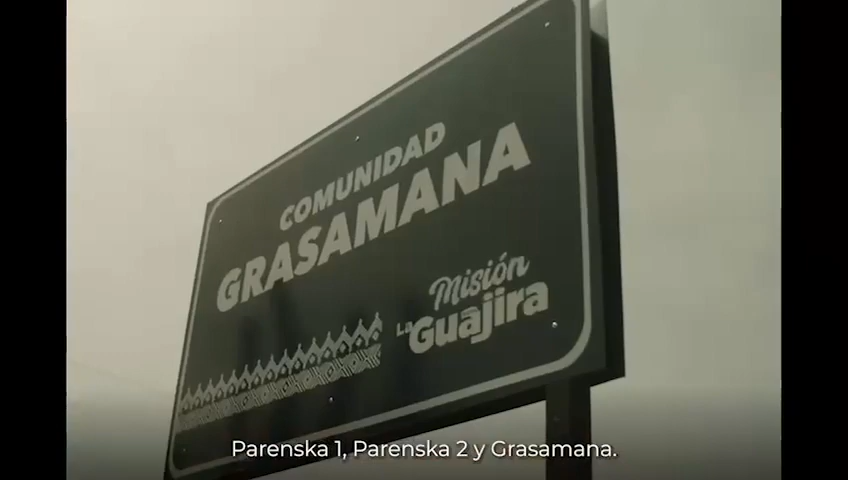 COMUNIDAD
GRASAMANA
Misión
La Guajira
Parenska 1, Parenska 2 y Grasamana.